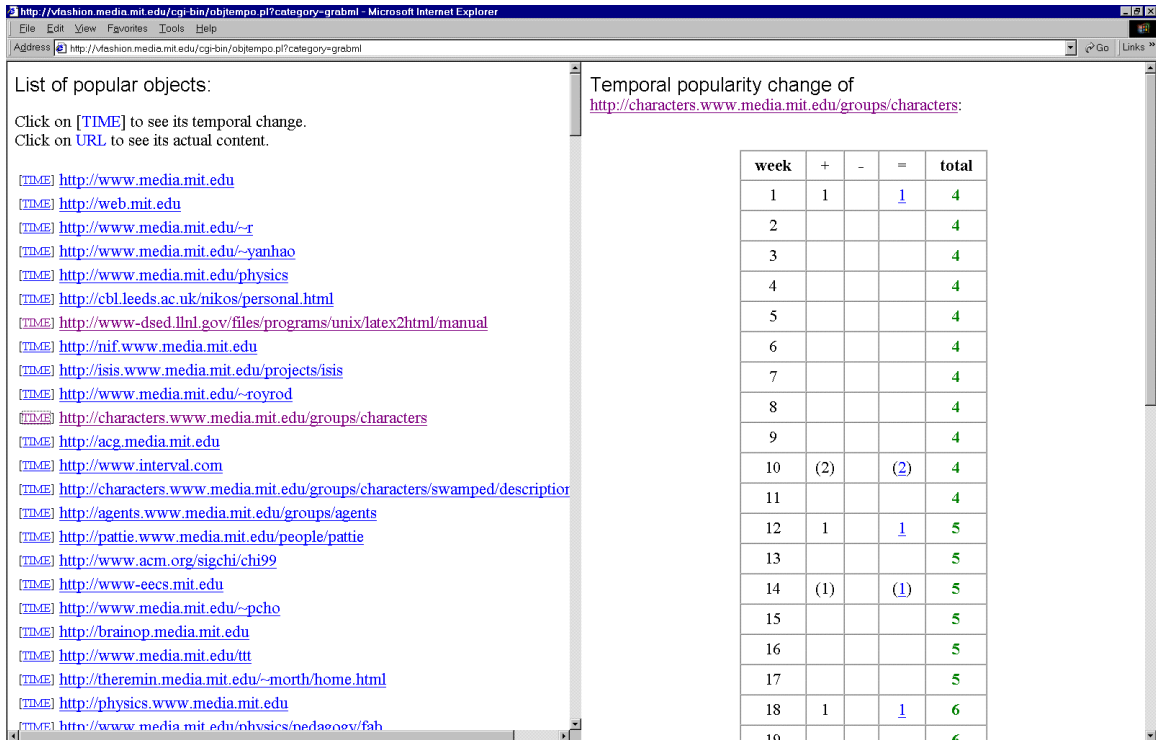 http://vfashion.media.mit.edu/cgi-bin/objtempo.pl?category=grabml - Microsoft Internet Explorer
File Edit View Favorites Tools Help
Address http://vfashion.media.mit.edu/cgi-bin/objtempo.pl?category=grabml Go Links »
List of popular objects:
Click on [TIME] to see its temporal change.
Click on URL to see its actual content.
[TIME] http://www.media.mit.edu
[TIME] http://web.mit.edu
[TIME] http://www.media.mit.edu/~r
[TIME] http://www.media.mit.edu/~yanhao
[TIME] http://www.media.mit.edu/physics
[TIME] http://cbl.leeds.ac.uk/nikos/personal.html
[TIME] http://www-dsed.llnl.gov/files/programs/unix/latex2html/manual
[TIME] http://nif.www.media.mit.edu
[TIME] http://isis.www.media.mit.edu/projects/isis
[TIME] http://www.media.mit.edu/~royrod
[TIME] http://characters.www.media.mit.edu/groups/characters
[TIME] http://acg.media.mit.edu
[TIME] http://www.interval.com
[TIME] http://characters.www.media.mit.edu/groups/characters/swamped/description
[TIME] http://agents.www.media.mit.edu/groups/agents
[TIME] http://pattie.www.media.mit.edu/people/pattie
[TIME] http://www.acm.org/sigchi/chi99
[TIME] http://www-eecs.mit.edu
[TIME] http://www.media.mit.edu/~pcho
[TIME] http://brainop.media.mit.edu
[TIME] http://www.media.mit.edu/ttt
[TIME] http://theremin.media.mit.edu/~morth/home.html
[TIME] http://physics.www.media.mit.edu
[TIME] http://www.media.mit.edu/physics/pedagogy/fab
Temporal popularity change of
http://characters.www.media.mit.edu/groups/characters:
week + - = total
1 1 1 4
2 4
3 4
4 4
5 4
6 4
7 4
8 4
9 4
10 (2) (2) 4
11 4
12 1 1 5
13 5
14 (1) (1) 5
15 5
16 5
17 5
18 1 1 6
19 6